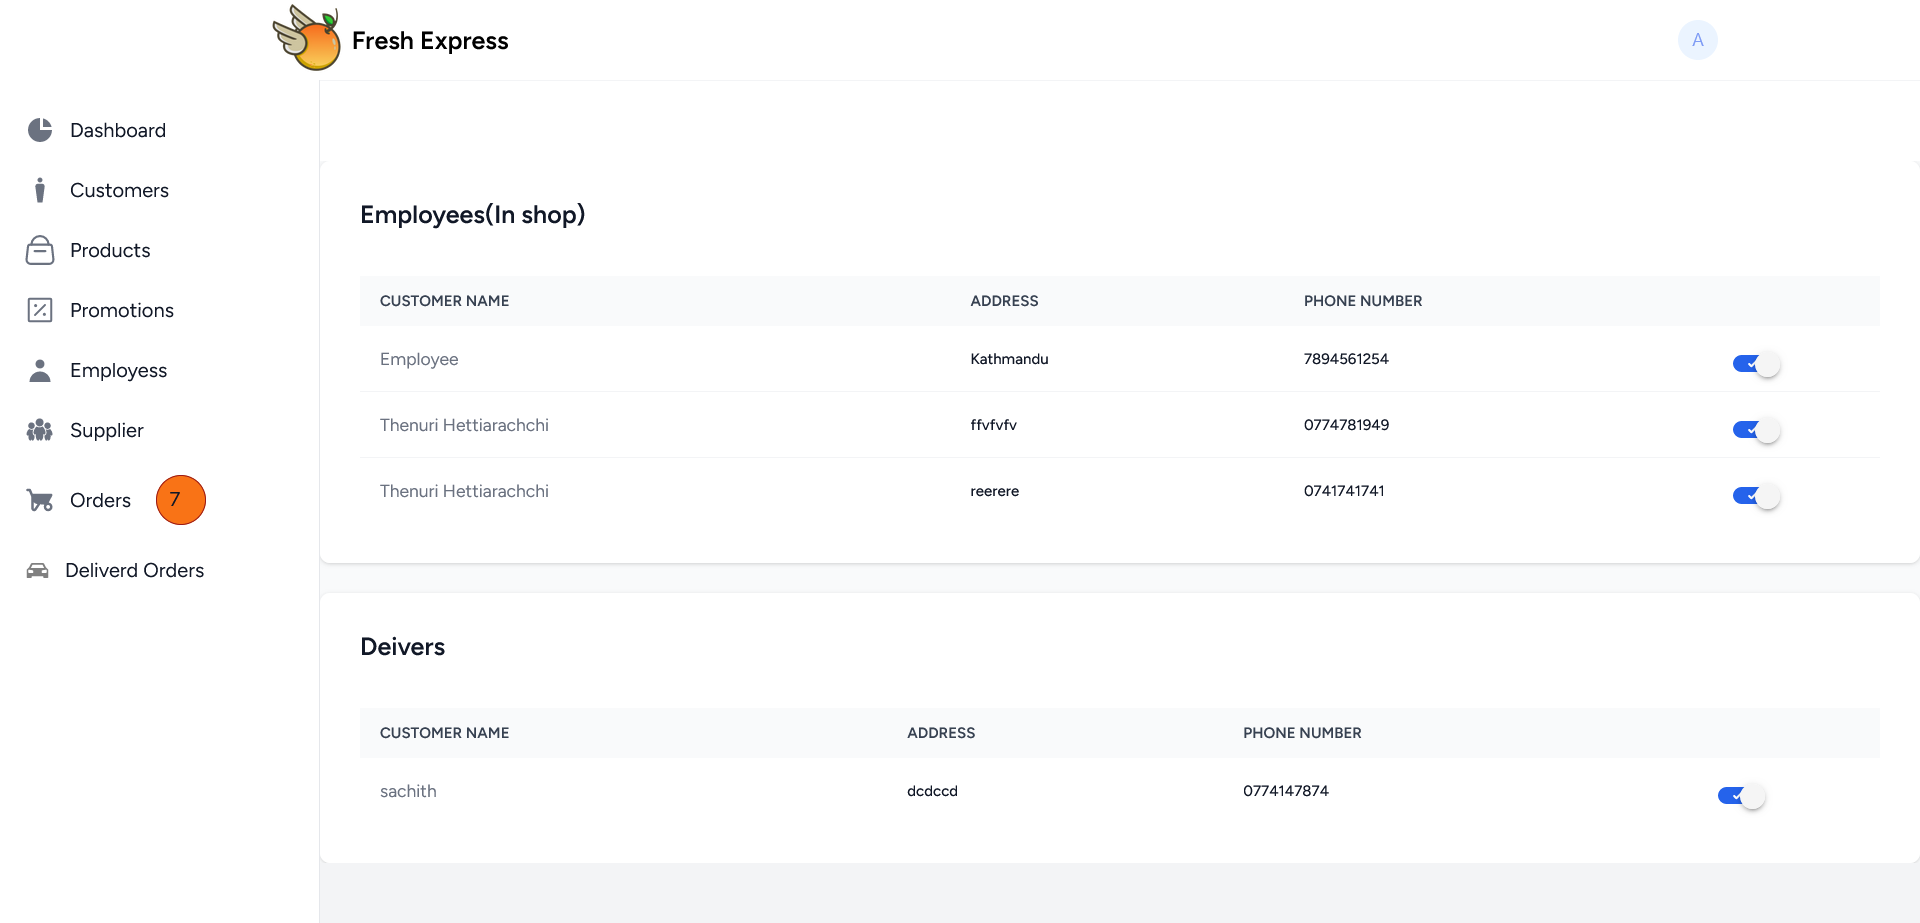 Fresh Express
A
Dashboard
Customers
Products
Promotions
Employess
Supplier
Orders 7
Deliverd Orders
Employees(In shop)
CUSTOMER NAME ADDRESS PHONE NUMBER
Employee Kathmandu 7894561254
Thenuri Hettiarachchi ffvfvfv 0774781949
Thenuri Hettiarachchi reerere 0741741741
Deivers
CUSTOMER NAME ADDRESS PHONE NUMBER
sachith dcdccd 0774147874